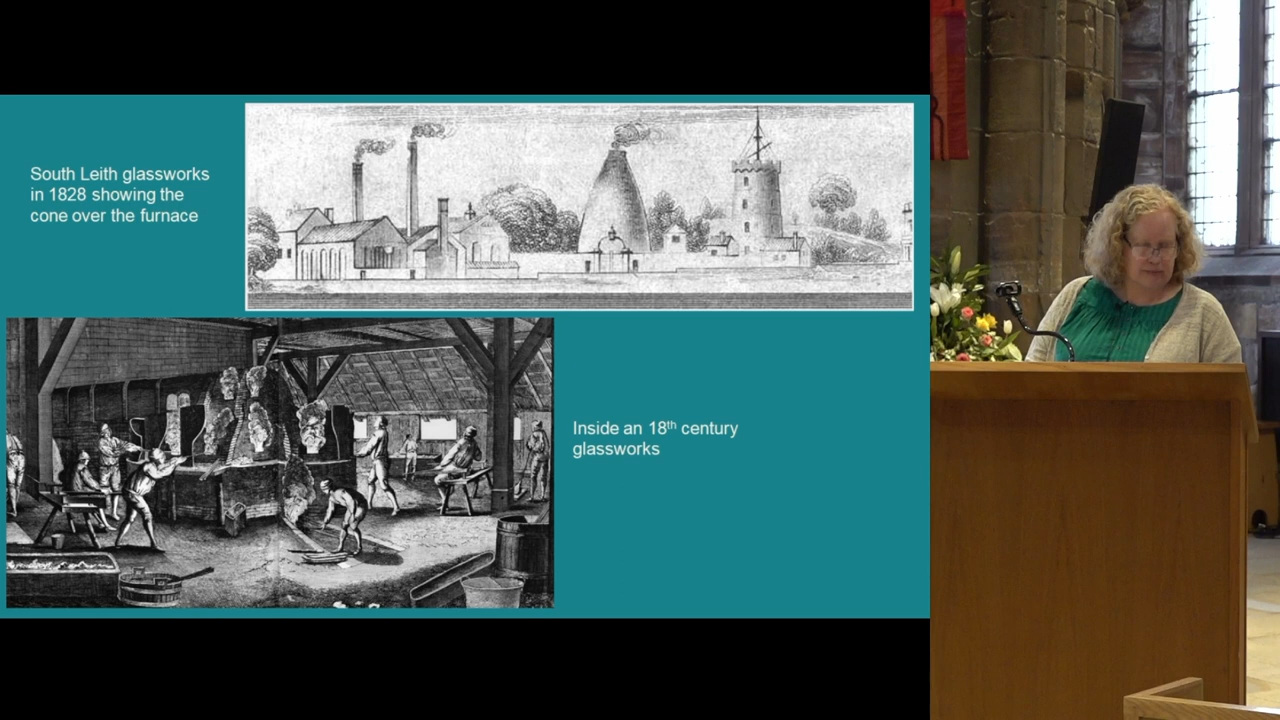 South Leith glassworks
in 1828 showing the
cone over the furnace
Inside an 18th century
glassworks